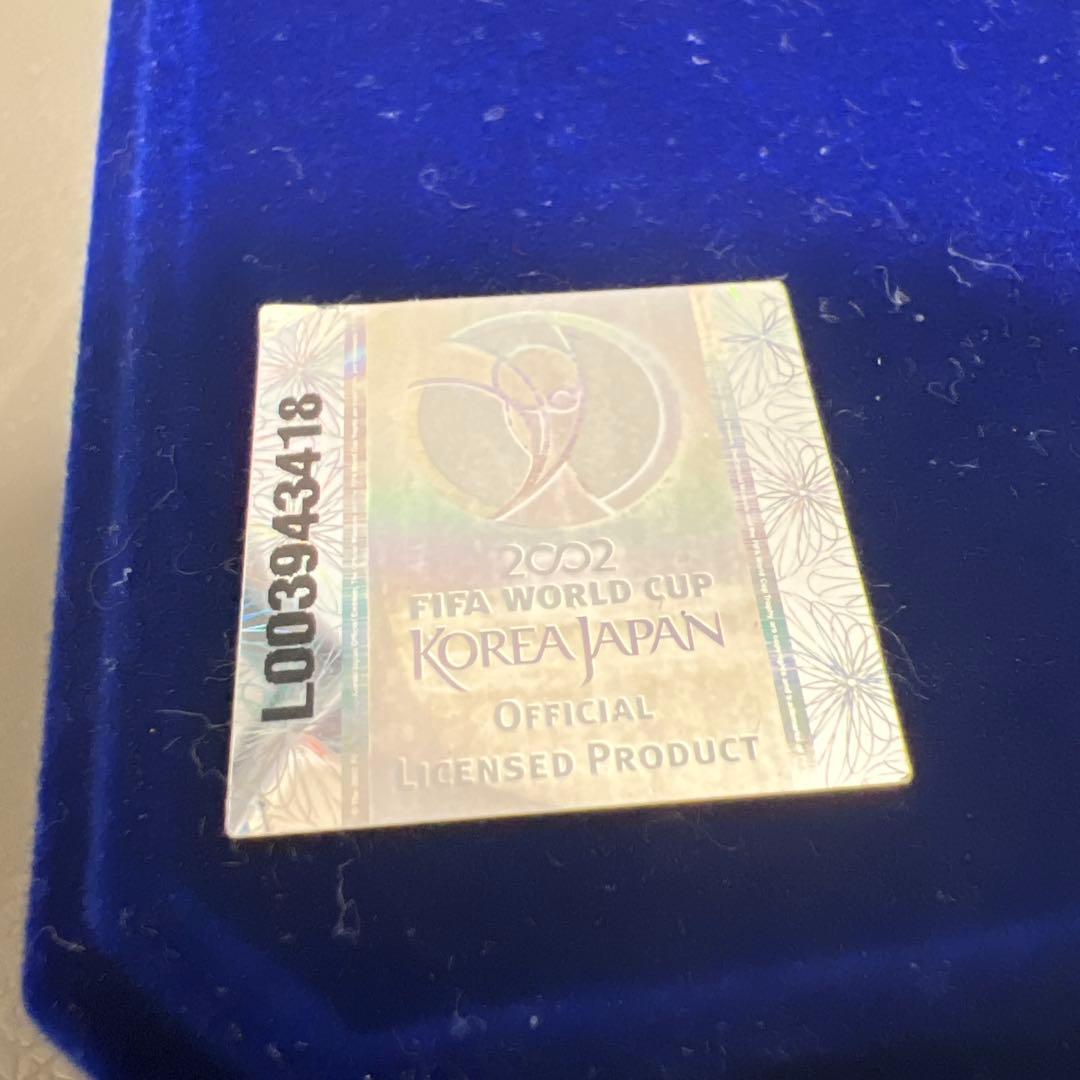 L003943418
2002
FIFA WORLD CUP
KOREA JAPAN
OFFICIAL
LICENSED PRODUCT